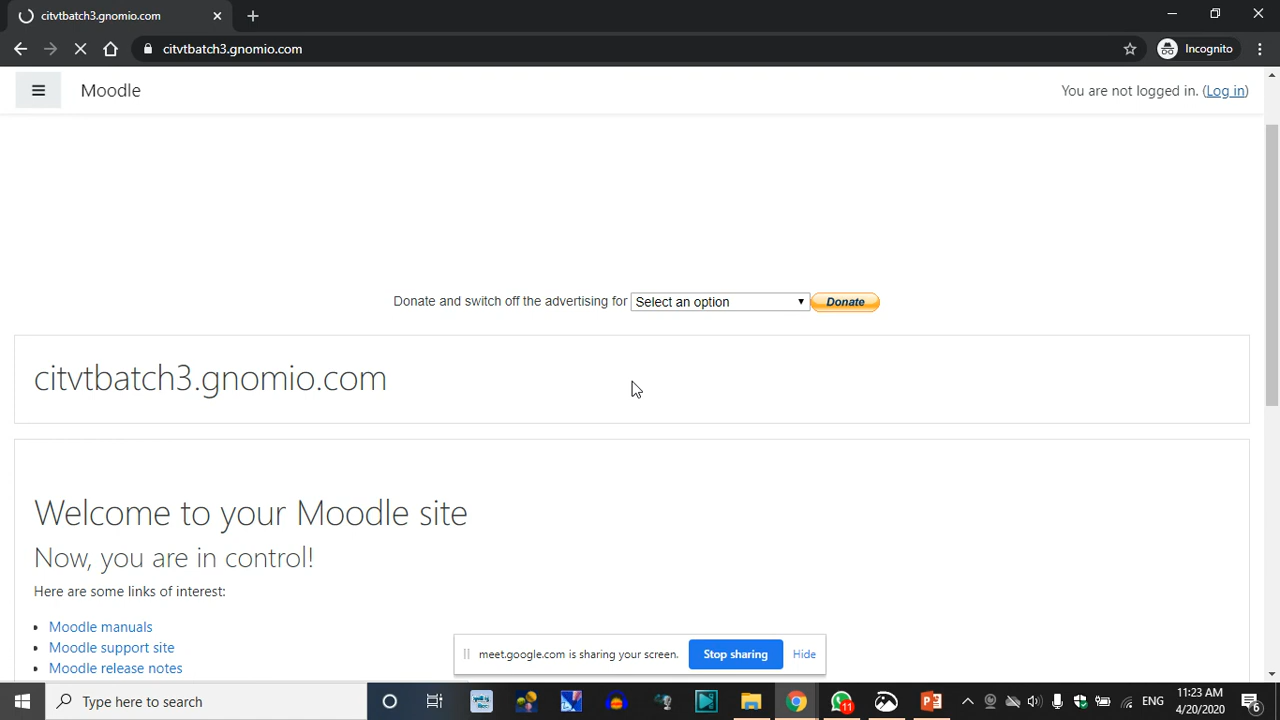 citvtbatch3.gnomio.com
citvtbatch3.gnomio.com
Incognito
Moodle
You are not logged in. (Log in)
Donate and switch off the advertising for Select an option Donate
citvtbatch3.gnomio.com
Welcome to your Moodle site
Now, you are in control!
Here are some links of interest:
Moodle manuals
Moodle support site
Moodle release notes
meet.google.com is sharing your screen. Stop sharing Hide
Type here to search
11
ENG
11:23 AM
4/20/2020
6